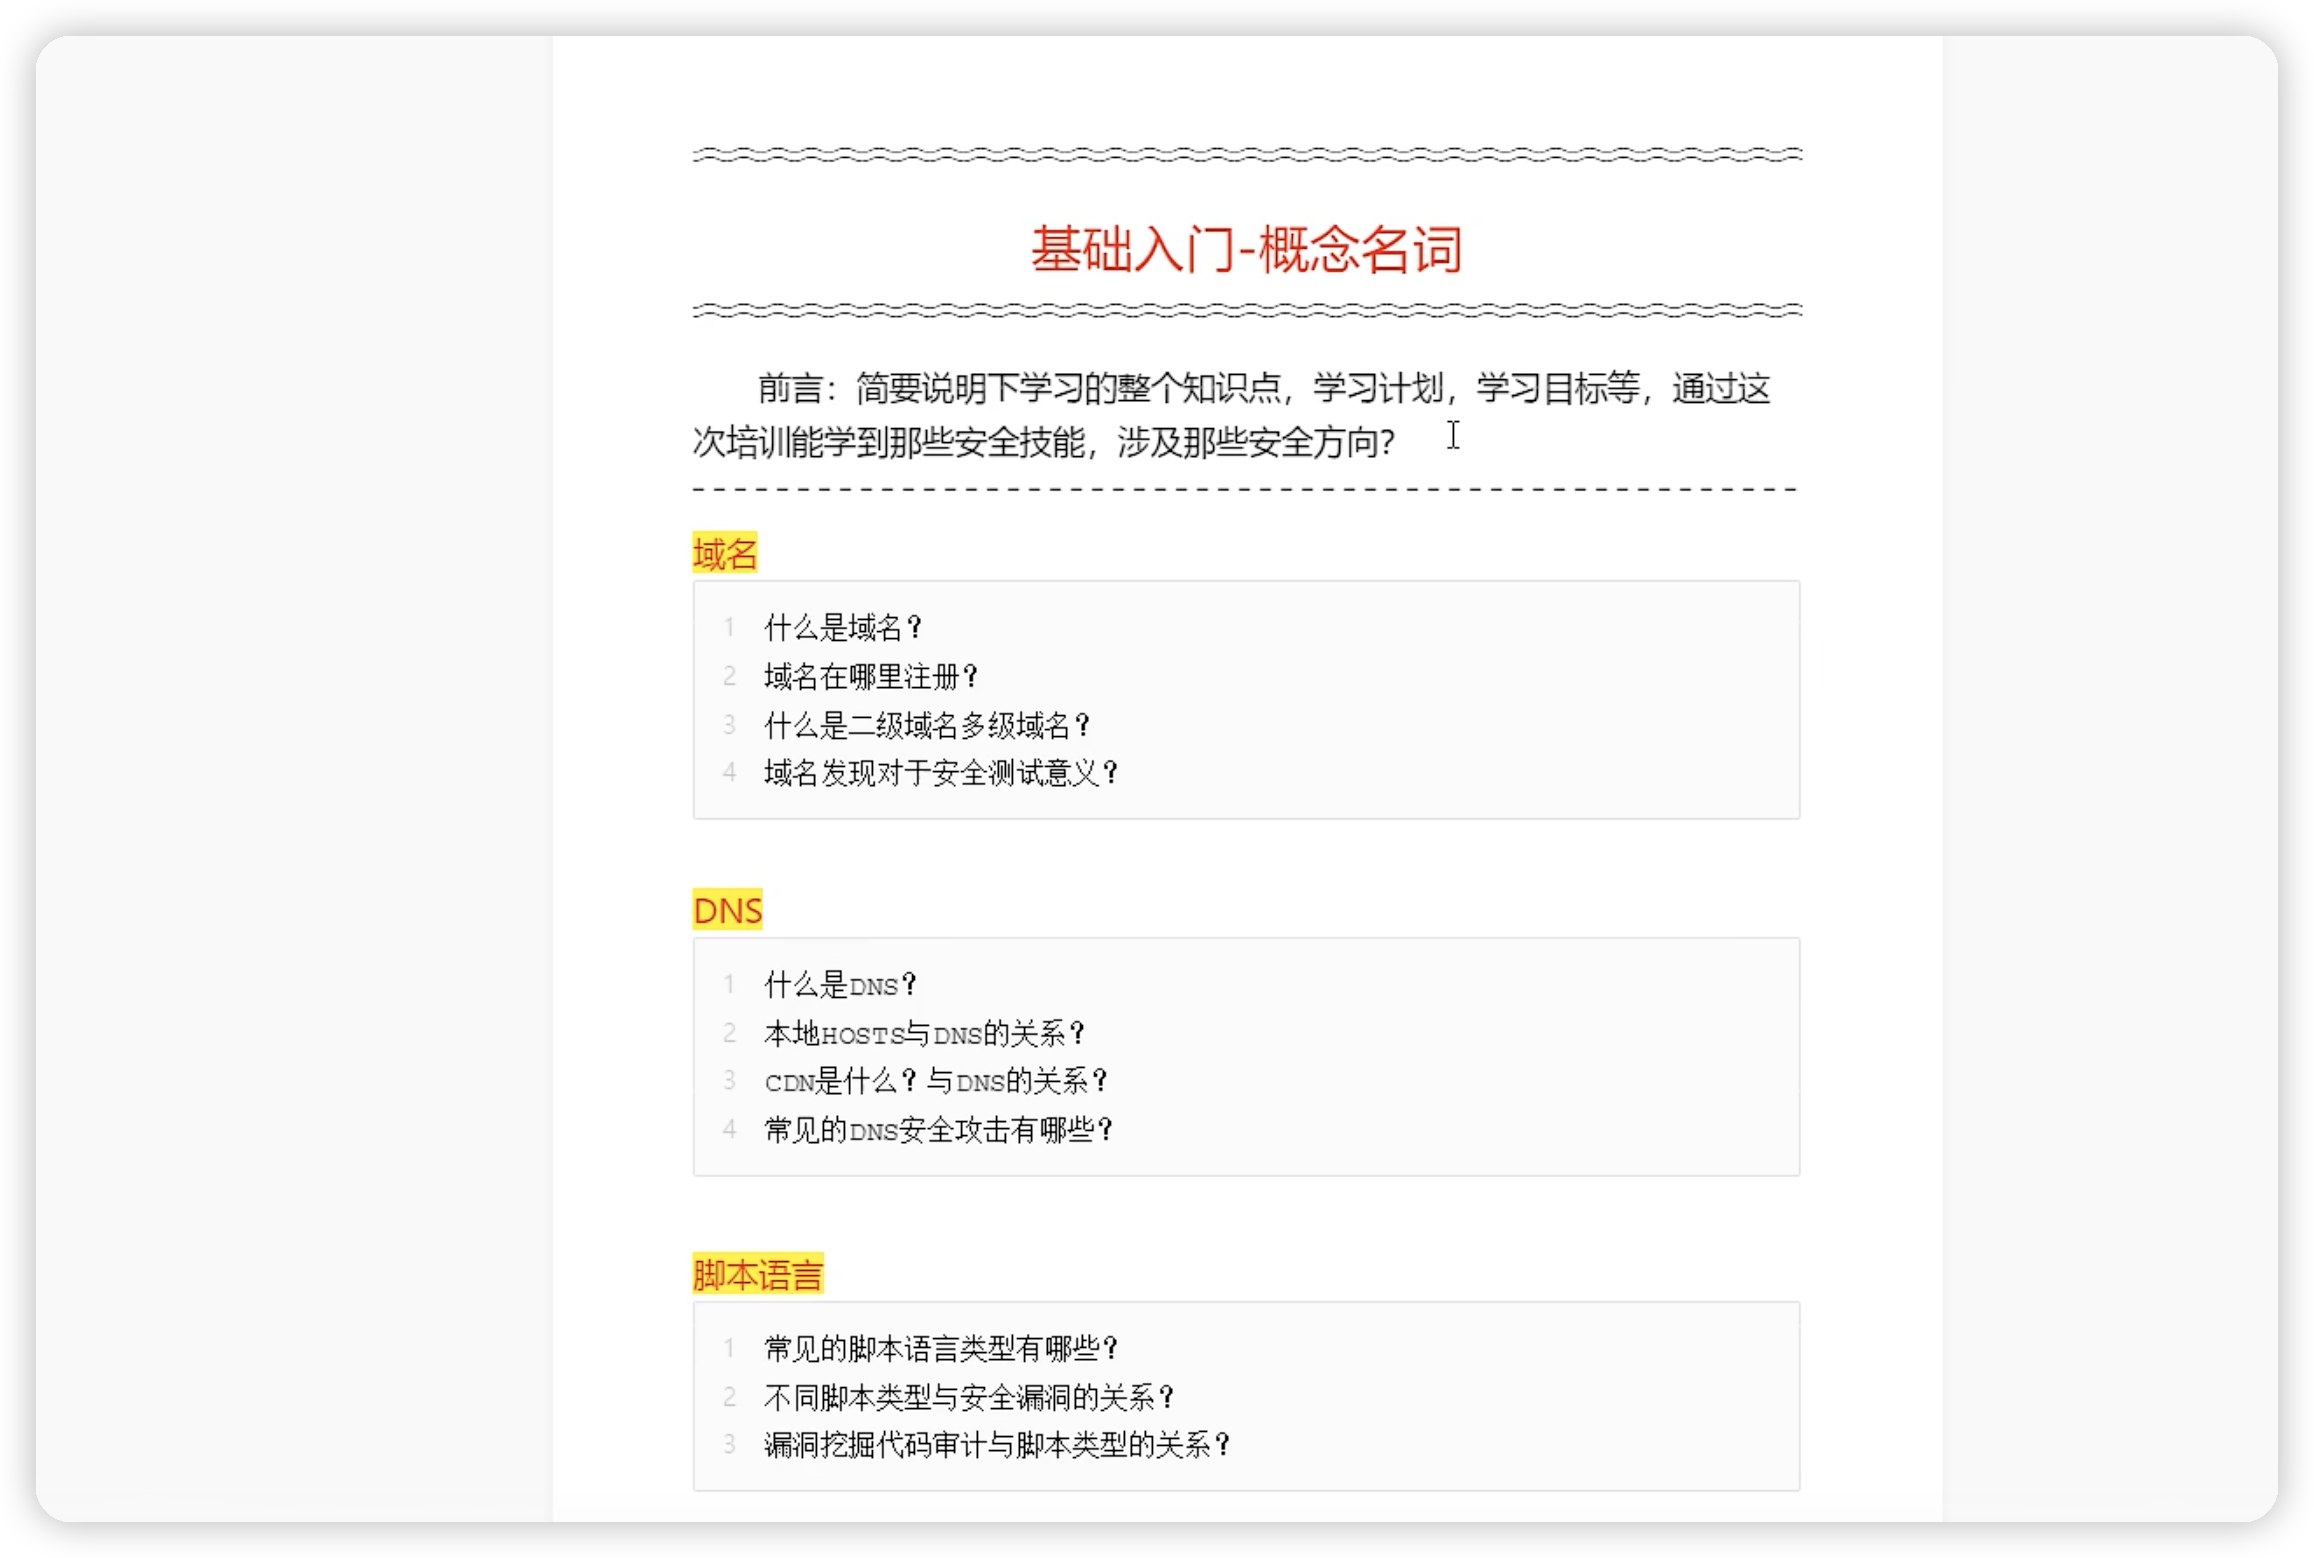 基础入门-概念名词
前言：简要说明下学习的整个知识点，学习计划，学习目标等，通过这
次培训能学到那些安全技能，涉及那些安全方向?
域名
1 什么是域名？
2 域名在哪里注册？
3 什么是二级域名多级域名？
4 域名发现对于安全测试意义？
DNS
1 什么是DNS？
2 本地HOSTS与DNS的关系？
3 CDN是什么？与DNS的关系？
4 常见的DNS安全攻击有哪些？
脚本语言
1 常见的脚本语言类型有哪些？
2 不同脚本类型与安全漏洞的关系？
3 漏洞挖掘代码审计与脚本类型的关系？